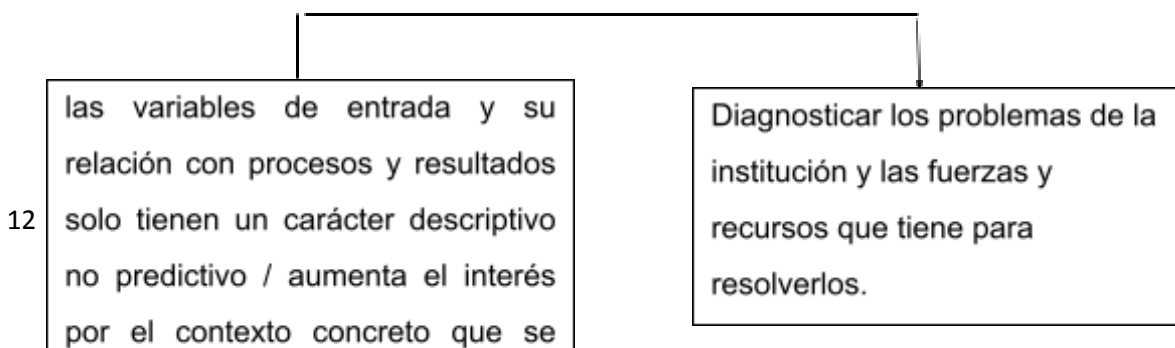 las variables de entrada y su
relación con procesos y resultados
12
solo tienen un carácter descriptivo
no predictivo / aumenta el interés
por el contexto concreto que se
Diagnosticar los problemas de la
institución y las fuerzas y
recursos que tiene para
resolverlos.